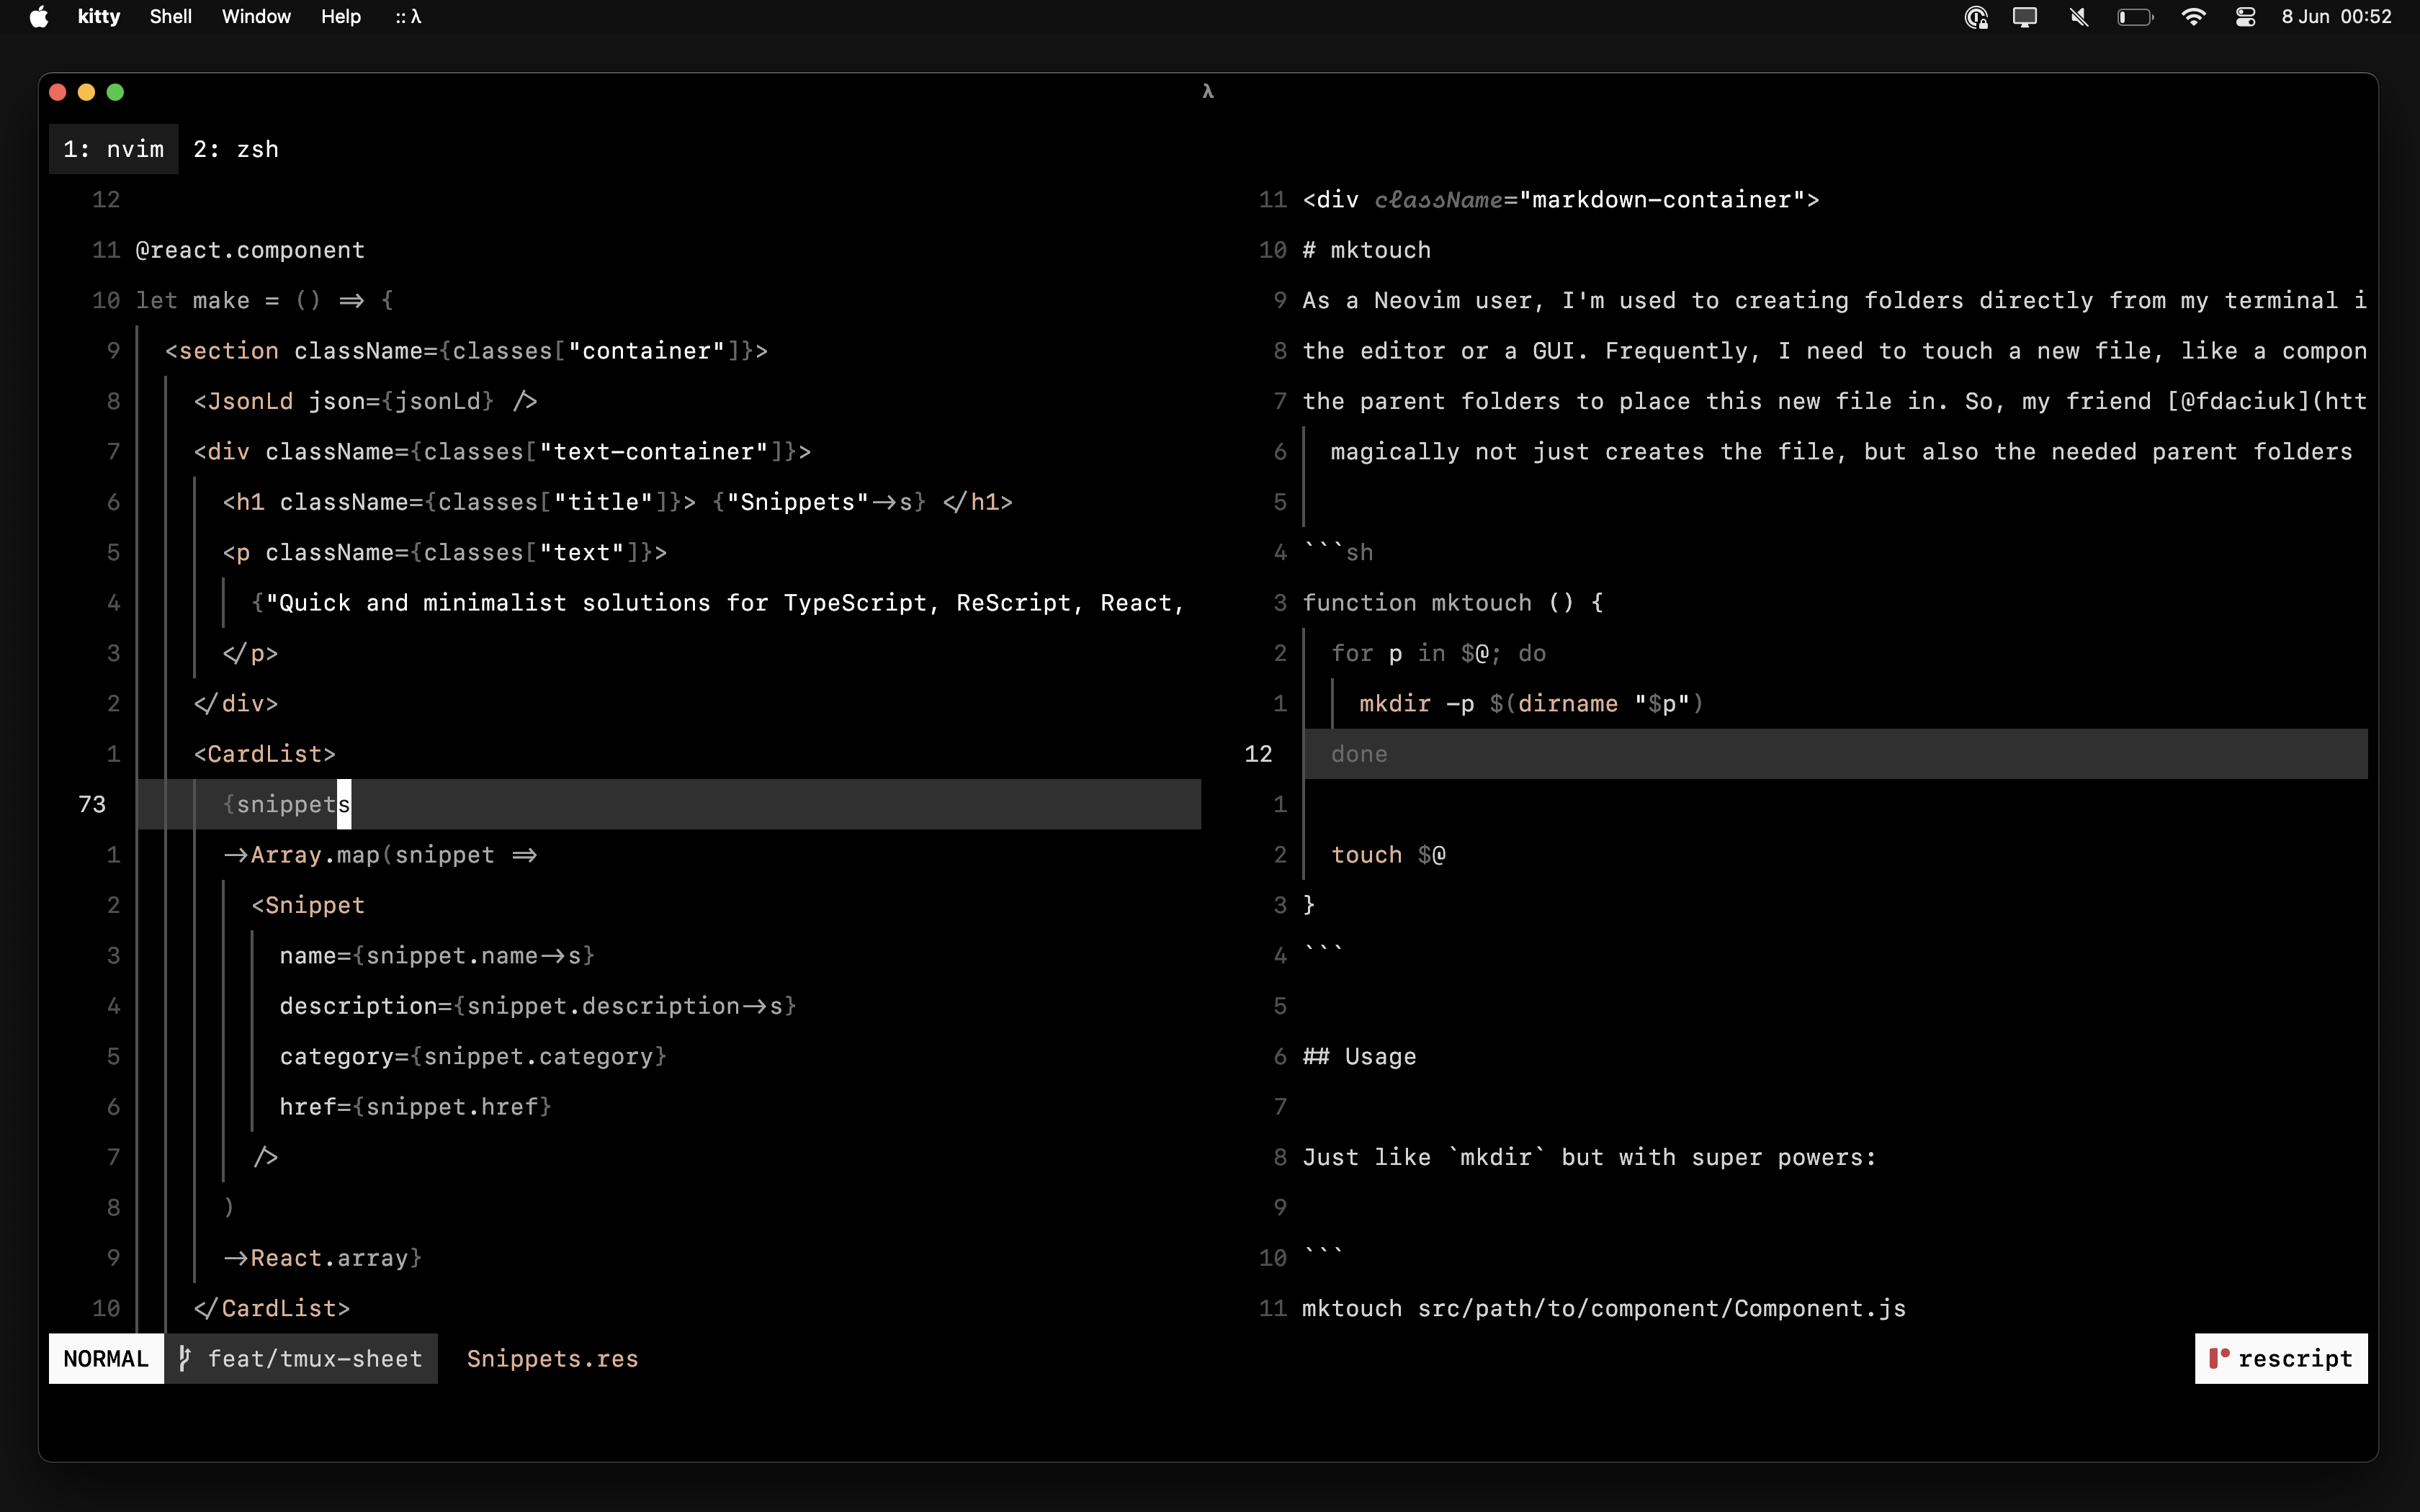 kitty Shell Window Help :: λ 8 Jun 00:52
λ
1: nvim 2: zsh
12
11 @react.component
10 let make = () => {
9 <section className={classes["container"]}>
8 <JsonLd json={jsonLd} />
7 <div className={classes["text-container"]}>
6 <h1 className={classes["title"]}> {"Snippets"->s} </h1>
5 <p className={classes["text"]}>
4 {"Quick and minimalist solutions for TypeScript, ReScript, React,
3 </p>
2 </div>
1 <CardList>
73 {snippets
1 ->Array.map(snippet =>
2 <Snippet
3 name={snippet.name->s}
4 description={snippet.description->s}
5 category={snippet.category}
6 href={snippet.href}
7 />
8 )
9 ->React.array}
10 </CardList>
11 <div className="markdown-container">
10 # mktouch
9 As a Neovim user, I'm used to creating folders directly from my terminal i
8 the editor or a GUI. Frequently, I need to touch a new file, like a compon
7 the parent folders to place this new file in. So, my friend [@fdaciuk](htt
6 magically not just creates the file, but also the needed parent folders
5
4 ```sh
3 function mktouch () {
2 for p in $@; do
1 mkdir -p $(dirname "$p")
12 done
1
2 touch $@
3 }
4 ```
5
6 ## Usage
7
8 Just like `mkdir` but with super powers:
9
10 ```
11 mktouch src/path/to/component/Component.js
NORMAL feat/tmux-sheet Snippets.res rescript